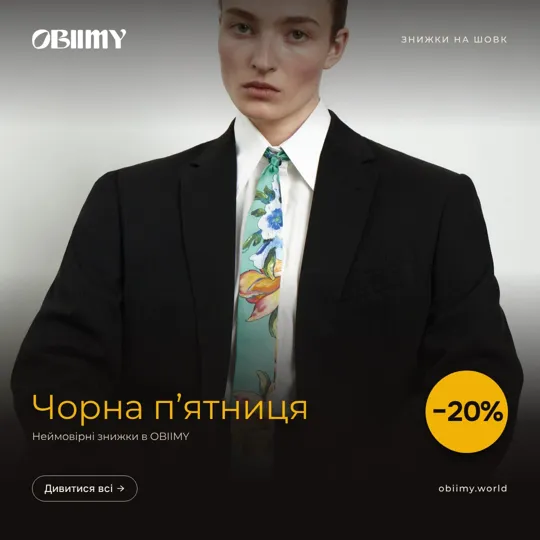 OBIIMY
ЗНИЖКИ НА ШОВК
Чорна п’ятниця
Неймовірні знижки в OBIIMY
−20%
Дивитися всі →
obiimy.world